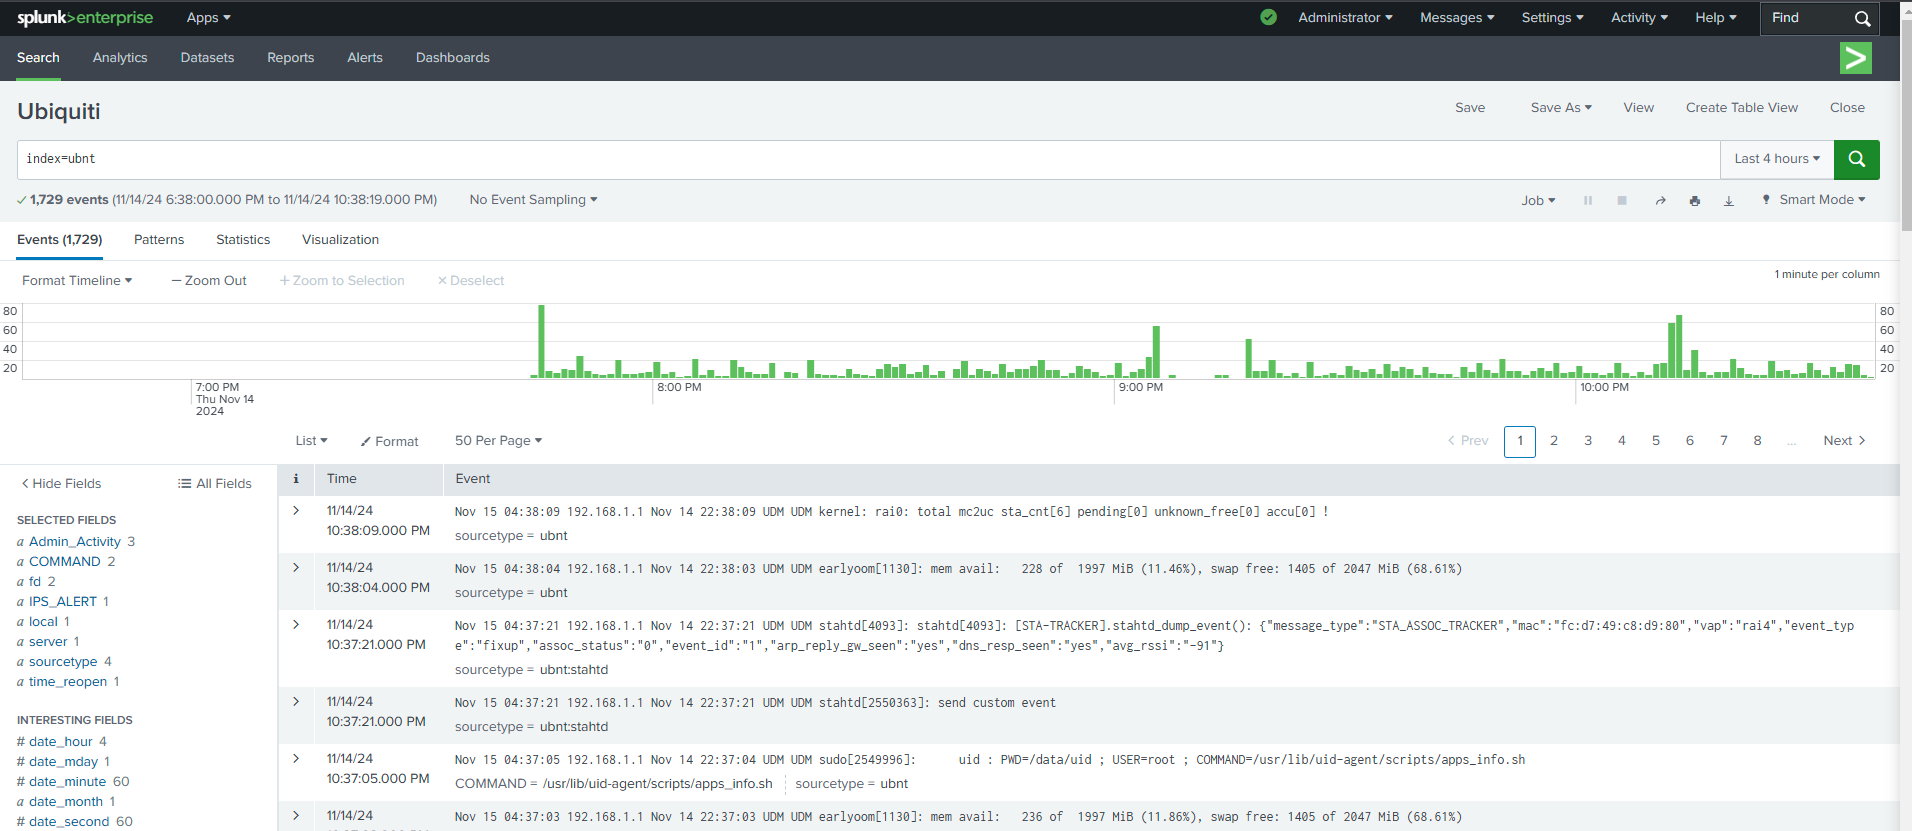 splunk>enterprise Apps Administrator Messages Settings Activity Help Find
Search Analytics Datasets Reports Alerts Dashboards >
Ubiquiti Save Save As View Create Table View Close
index=ubnt Last 4 hours
1,729 events (11/14/24 6:38:00.000 PM to 11/14/24 10:38:19.000 PM) No Event Sampling Job Smart Mode
Events (1,729) Patterns Statistics Visualization
Format Timeline — Zoom Out + Zoom to Selection × Deselect 1 minute per column
80 80
60 60
40 40
20 20
7:00 PM 8:00 PM 9:00 PM 10:00 PM
Thu Nov 14
2024
List Format 50 Per Page < Prev 1 2 3 4 5 6 7 8 ... Next >
< Hide Fields All Fields
SELECTED FIELDS
a Admin_Activity 3
a COMMAND 2
a fd 2
a IPS_ALERT 1
a local 1
a server 1
a sourcetype 4
a time_reopen 1
INTERESTING FIELDS
# date_hour 4
# date_mday 1
# date_minute 60
a date_month 1
# date_second 60
i Time Event
> 11/14/24 Nov 15 04:38:09 192.168.1.1 Nov 14 22:38:09 UDM UDM kernel: rai0: total mc2uc sta_cnt[6] pending[0] unknown_free[0] accu[0] !
10:38:09.000 PM sourcetype = ubnt
> 11/14/24 Nov 15 04:38:04 192.168.1.1 Nov 14 22:38:03 UDM UDM earlyoom[1130]: mem avail: 228 of 1997 MiB (11.46%), swap free: 1405 of 2047 MiB (68.61%)
10:38:04.000 PM sourcetype = ubnt
> 11/14/24 Nov 15 04:37:21 192.168.1.1 Nov 14 22:37:21 UDM UDM stahtd[4093]: stahtd[4093]: [STA-TRACKER].stahtd_dump_event(): {"message_type":"STA_ASSOC_TRACKER","mac":"fc:d7:49:c8:d9:80","vap":"rai4","event_typ
10:37:21.000 PM e":"fixup","assoc_status":"0","event_id":"1","arp_reply_gw_seen":"yes","dns_resp_seen":"yes","avg_rssi":"-91"}
sourcetype = ubnt:stahtd
> 11/14/24 Nov 15 04:37:21 192.168.1.1 Nov 14 22:37:21 UDM UDM stahtd[2550363]: send custom event
10:37:21.000 PM sourcetype = ubnt:stahtd
> 11/14/24 Nov 15 04:37:05 192.168.1.1 Nov 14 22:37:04 UDM UDM sudo[2549996]: uid : PWD=/data/uid ; USER=root ; COMMAND=/usr/lib/uid-agent/scripts/apps_info.sh
10:37:05.000 PM COMMAND = /usr/lib/uid-agent/scripts/apps_info.sh sourcetype = ubnt
> 11/14/24 Nov 15 04:37:03 192.168.1.1 Nov 14 22:37:03 UDM UDM earlyoom[1130]: mem avail: 236 of 1997 MiB (11.86%), swap free: 1405 of 2047 MiB (68.61%)